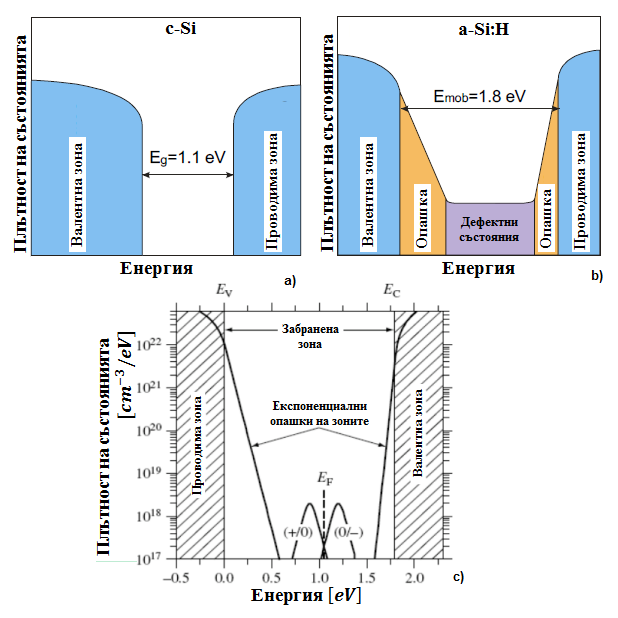 c-Si
Плътност на състоянията
Валентна зона
Eg=1.1 eV
Проводима зона
Енергия
a)
a-Si:H
Плътност на състоянията
Emob=1.8 eV
Валентна зона
Опашка
Дефектни
състояния
Опашка
Проводима зона
Енергия
b)
EV
EC
Плътност на състоянията
[cm⁻³/eV]
10²²
10²¹
10²⁰
10¹⁹
10¹⁸
10¹⁷
Проводима зона
Забранена
зона
Експоненциални
опашки на зоните
EF
(+/0)
(0/−)
Валентна зона
−0.5 0.0 0.5 1.0 1.5 2.0 0.0
Енергия [eV]
c)